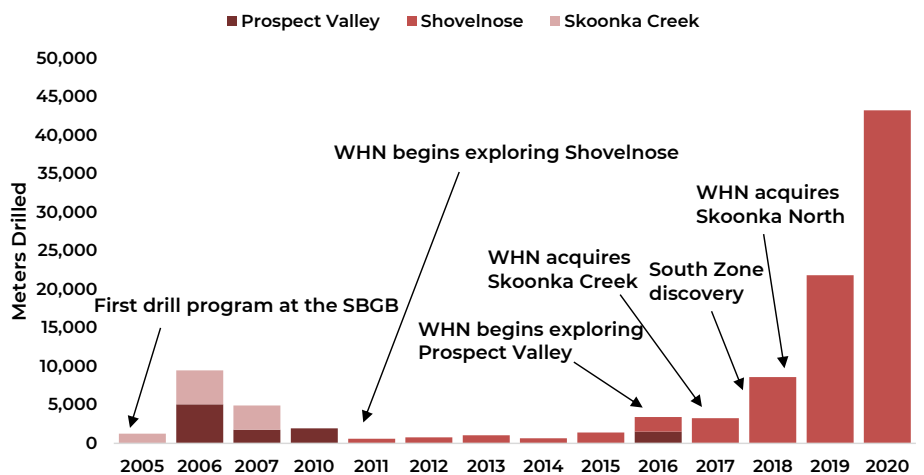 Prospect Valley
Shovelnose
Skoonka Creek
50,000
45,000
40,000
35,000
30,000
25,000
20,000
15,000
10,000
5,000
0
Meters Drilled
First drill program at the SBGB
WHN begins exploring Shovelnose
WHN begins exploring
Prospect Valley
WHN acquires
Skoonka Creek
South Zone
discovery
WHN acquires
Skoonka North
2005 2006 2007 2010 2011 2012 2013 2014 2015 2016 2017 2018 2019 2020